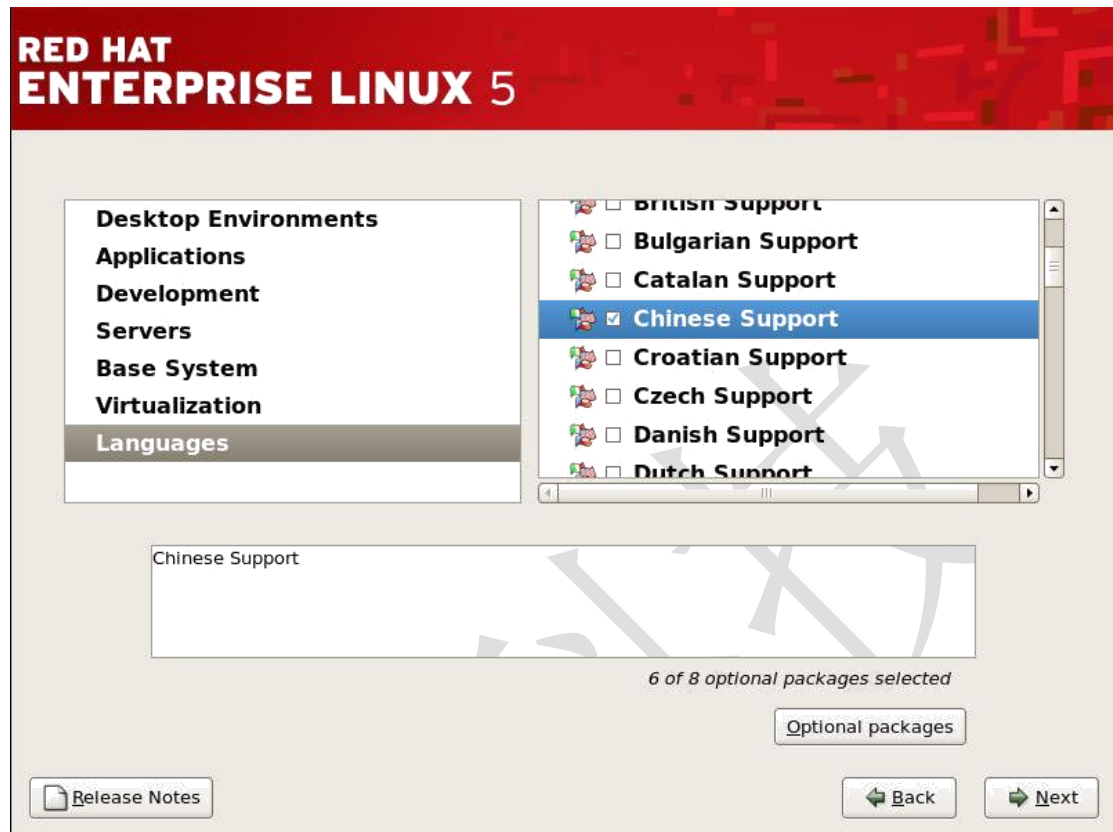 RED HAT
ENTERPRISE LINUX 5
Desktop Environments
Applications
Development
Servers
Base System
Virtualization
Languages
British Support
Bulgarian Support
Catalan Support
Chinese Support
Croatian Support
Czech Support
Danish Support
Dutch Support
Chinese Support
6 of 8 optional packages selected
Optional packages
Release Notes
Back
Next